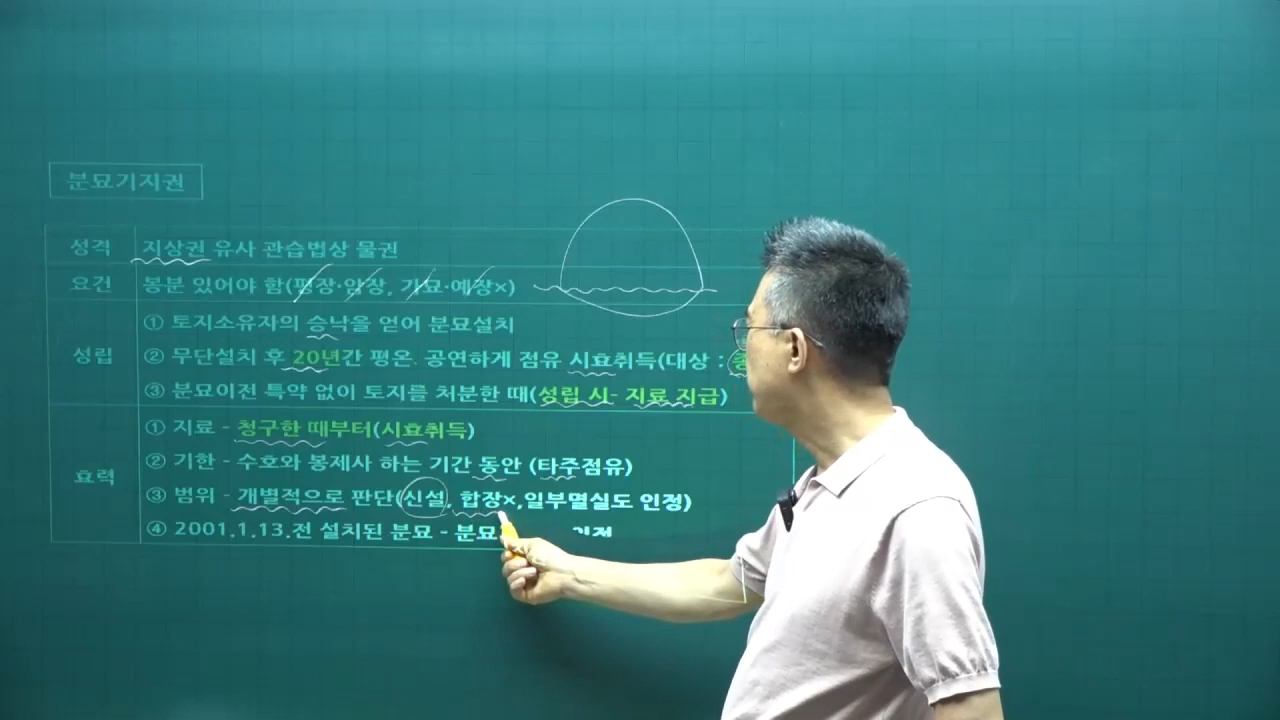 분묘기지권
성격 지상권 유사 관습법상 물권
요건 봉분 있어야 함(평장·암장, 가묘·예장×)
성립
① 토지소유자의 승낙을 얻어 분묘설치
② 무단설치 후 20년간 평온. 공연하게 점유 시효취득(대상 :
③ 분묘이전 특약 없이 토지를 처분한 때(성립 시- 지료 지급)
효력
① 지료 - 청구한 때부터(시효취득)
② 기한 - 수호와 봉제사 하는 기간 동안 (타주점유)
③ 범위 - 개별적으로 판단(신설, 합장×,일부멸실도 인정)
④ 2001.1.13.전 설치된 분묘 - 분묘 인정